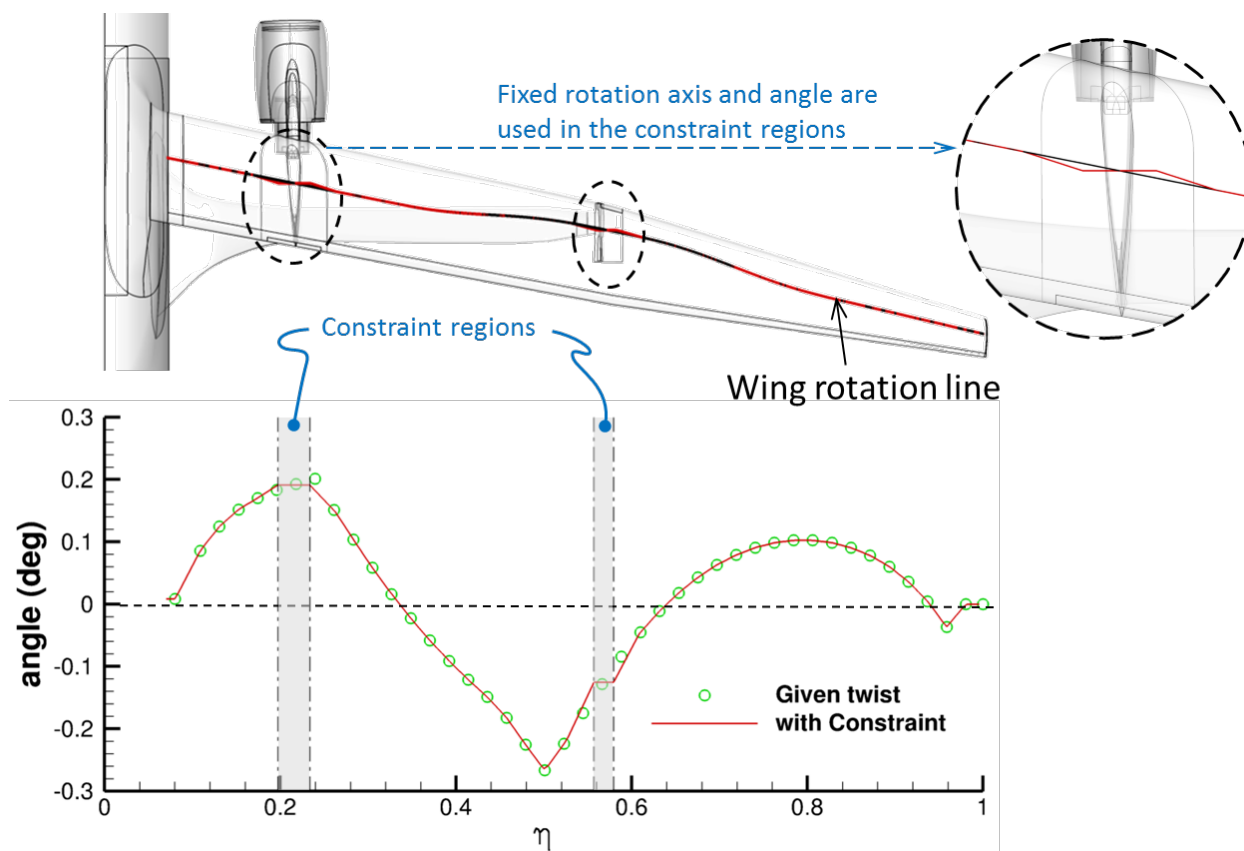 Fixed rotation axis and angle are
used in the constraint regions
Constraint regions
Wing rotation line
0.3
0.2
0.1
0
-0.1
-0.2
-0.3
angle (deg)
Given twist
with Constraint
0 0.2 0.4 0.6 0.8 1
η